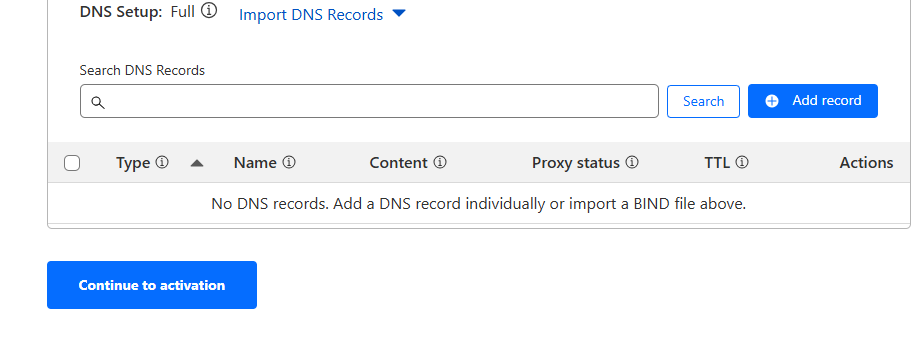 DNS Setup: Full Import DNS Records
Search DNS Records
Search Add record
Type Name Content Proxy status TTL Actions
No DNS records. Add a DNS record individually or import a BIND file above.
Continue to activation